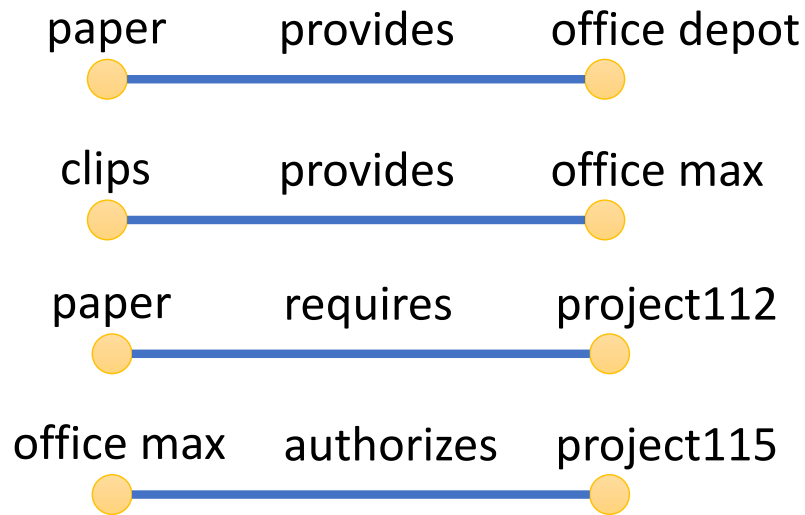 paper provides office depot
clips provides office max
paper requires project112
office max authorizes project115